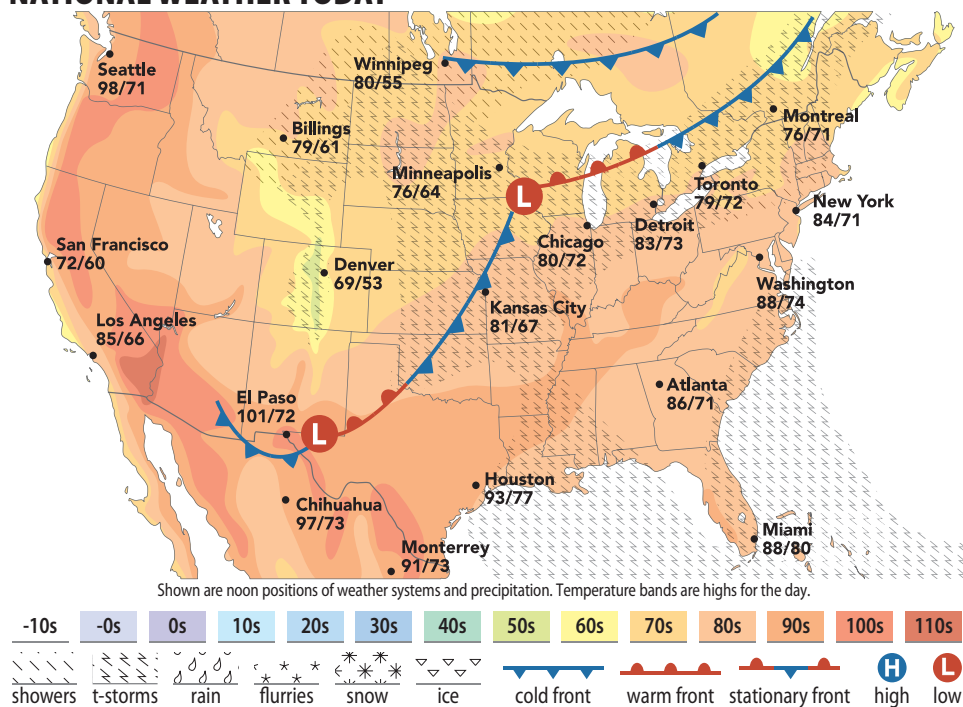 NATIONAL WEATHER TODAY
Seattle
98/71
Winnipeg
80/55
Billings
79/61
Minneapolis
76/64
Montreal
76/71
Toronto
79/72
New York
84/71
Detroit
83/73
Chicago
80/72
San Francisco
72/60
Denver
69/53
Washington
88/74
Kansas City
81/67
Los Angeles
85/66
L
El Paso
101/72
L
Atlanta
86/71
Houston
93/77
Chihuahua
97/73
Miami
88/80
Monterrey
91/73
Shown are noon positions of weather systems and precipitation. Temperature bands are highs for the day.
-10s -0s 0s 10s 20s 30s 40s 50s 60s 70s 80s 90s 100s 110s
H L
showers t-storms rain flurries snow ice cold front warm front stationary front high low